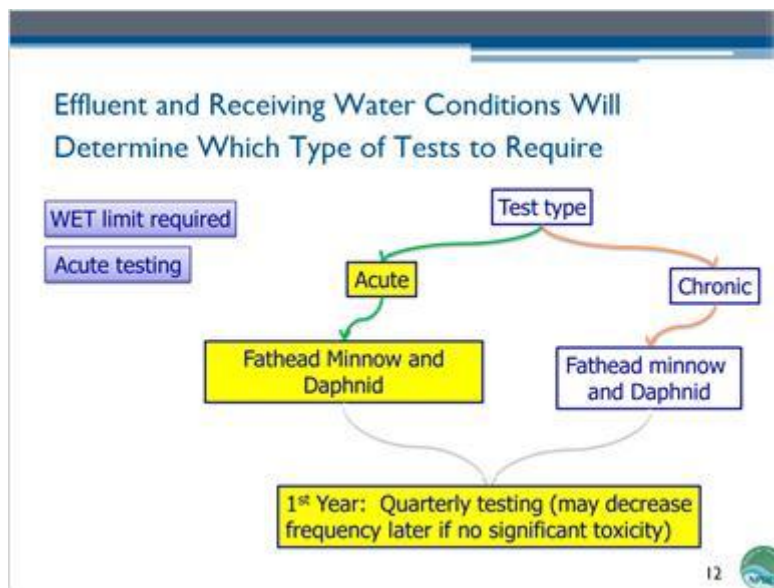 Effluent and Receiving Water Conditions Will
Determine Which Type of Tests to Require
WET limit required
Acute testing
Test type
Acute
Chronic
Fathead Minnow and
Daphnid
Fathead minnow
and Daphnid
1st Year: Quarterly testing (may decrease
frequency later if no significant toxicity)
12